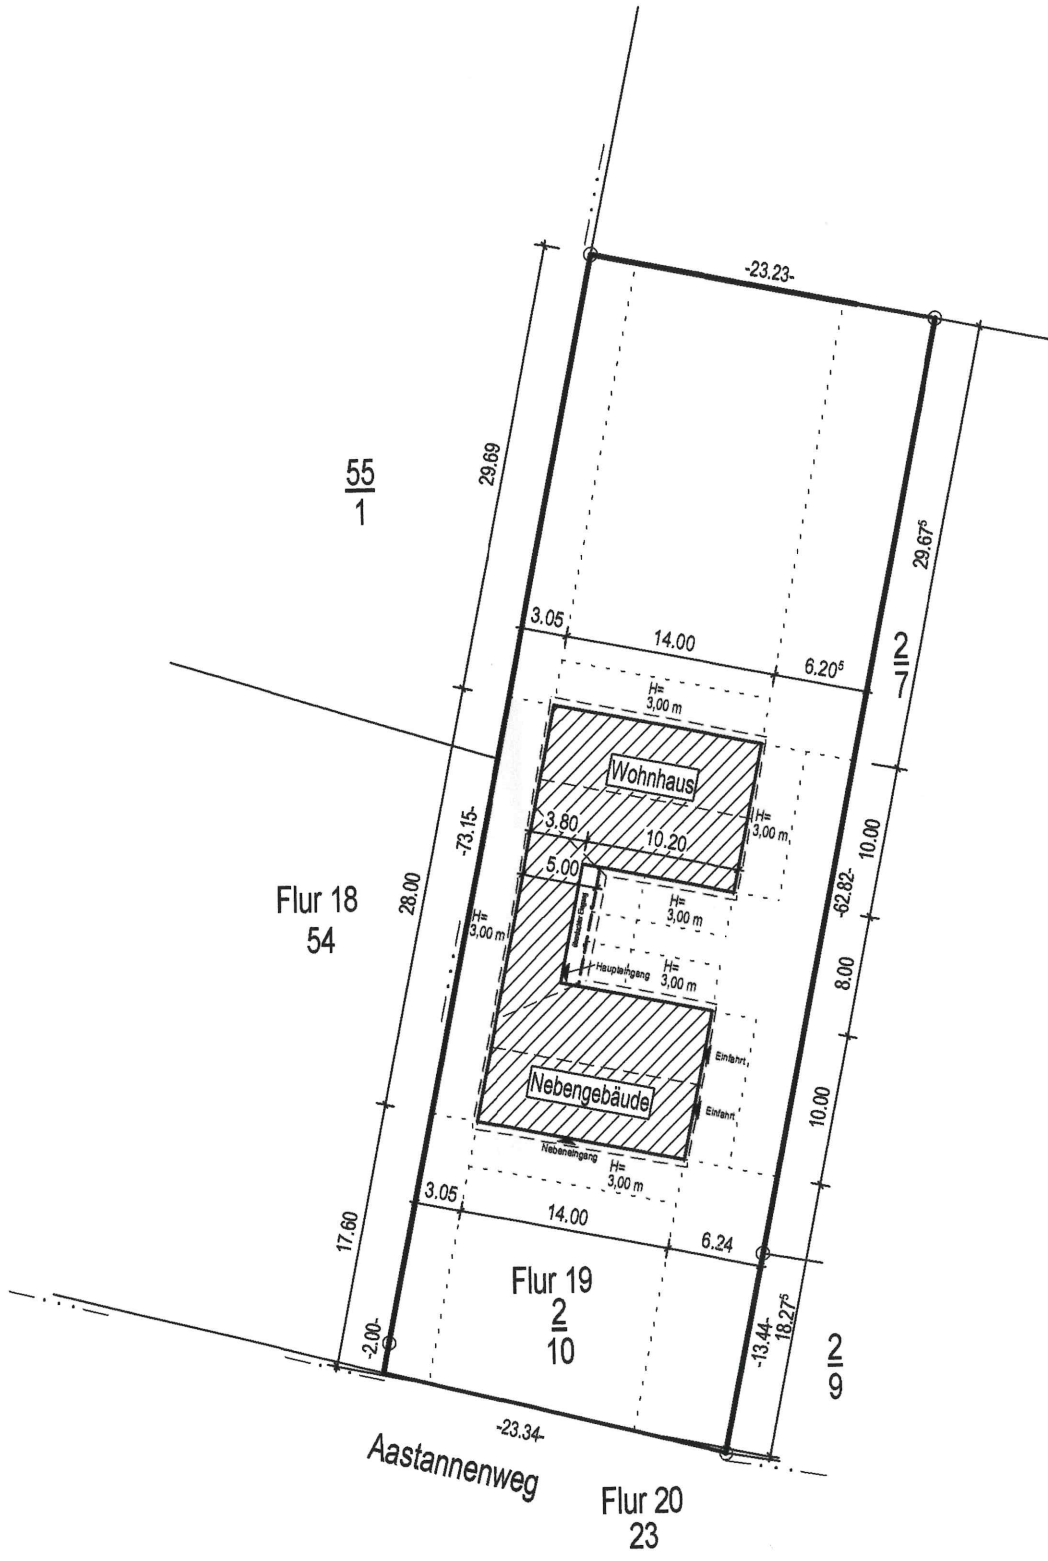 -23.23-
29.69
55
1
29.67⁵
3.05
14.00
6.20⁵
2
7
H=
3,00 m
Wohnhaus
H=
3,00 m
10.00
3.80
10.20
5.00
-73.15-
-62.82-
Flur 18
54
28.00
H=
3,00 m
H=
3,00 m
8.00
Haupteingang
H=
3,00 m
Einfahrt
Nebengebäude
Einfahrt
10.00
Nebeneingang
H=
3,00 m
3.05
14.00
6.24
17.60
Flur 19
2
10
-2.00-
-13.44-
18.27⁵
2
9
-23.34-
Aastannenweg
Flur 20
23